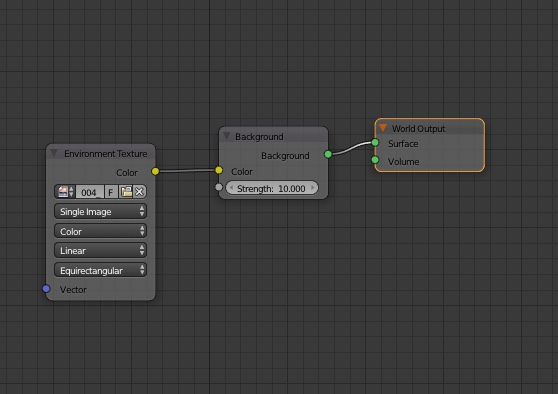 Environment Texture
Color
004_ F
Single Image
Color
Linear
Equirectangular
Vector
Background
Background
Color
Strength: 10.000
World Output
Surface
Volume